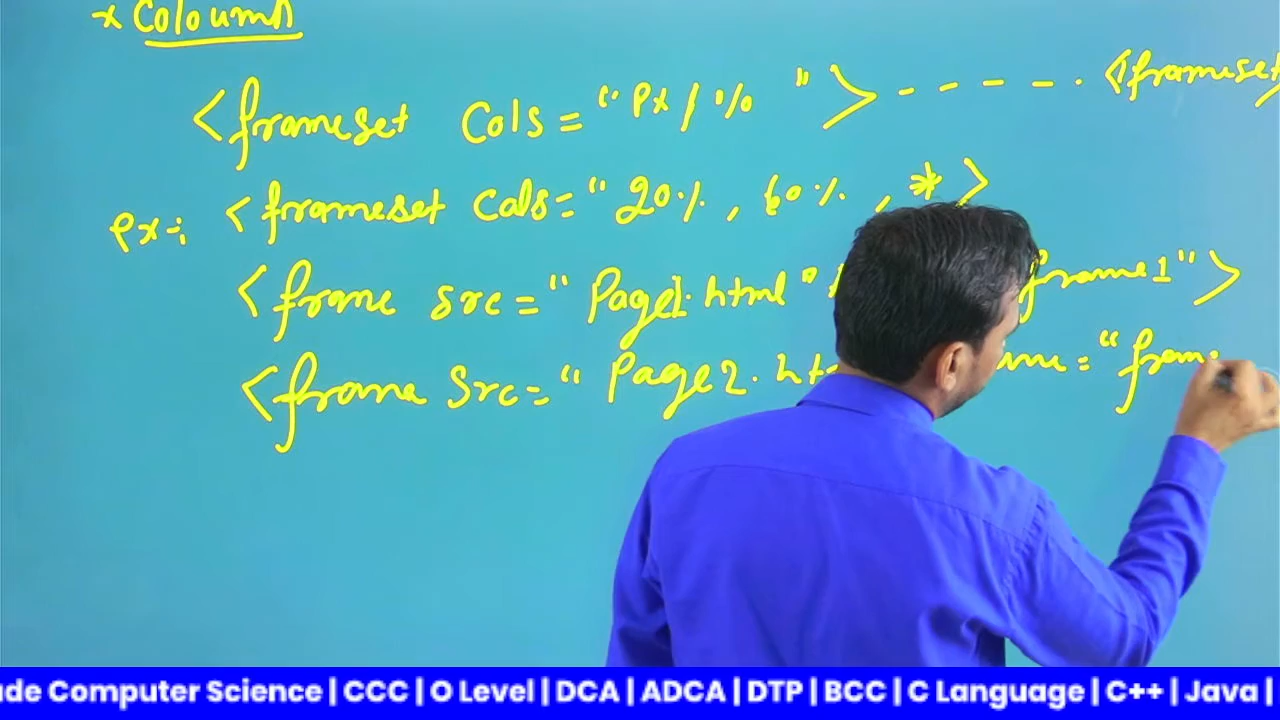 * Coloumn
<frameset Cols = "Px / % "> - - - - - <frameset>
Ex:- <frameset cols= "20%, 60%, *>
<frame src = "Page1.html" frame1">
<frame Src= "Page2.ht me = "fram
ude Computer Science | CCC | O Level | DCA | ADCA | DTP | BCC | C Language | C++ | Java |